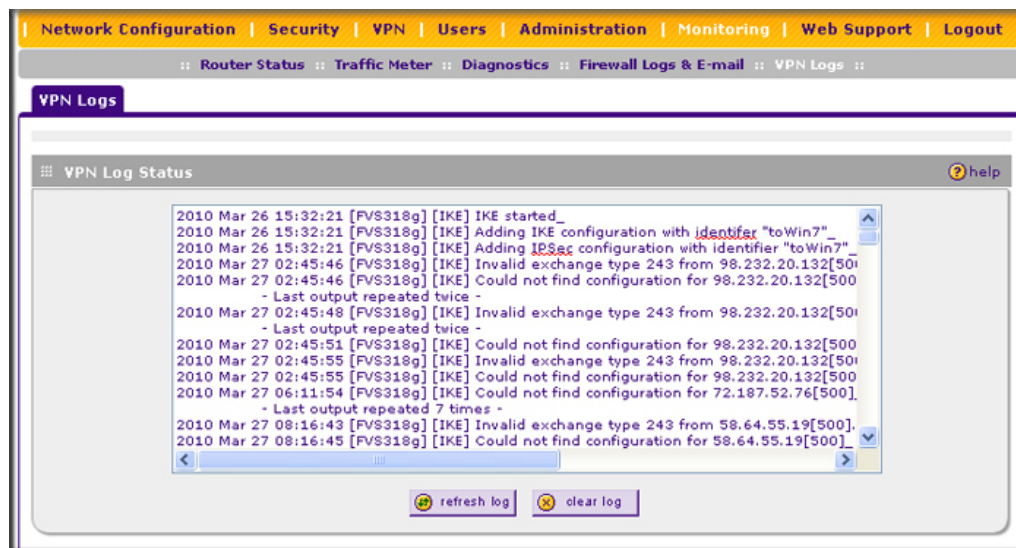 Network Configuration | Security | VPN | Users | Administration | Monitoring | Web Support | Logout
:: Router Status :: Traffic Meter :: Diagnostics :: Firewall Logs & E-mail :: VPN Logs ::
VPN Logs
VPN Log Status
help
2010 Mar 26 15:32:21 [FVS318g] [IKE] IKE started_
2010 Mar 26 15:32:21 [FVS318g] [IKE] Adding IKE configuration with identifer "toWin7"_
2010 Mar 26 15:32:21 [FVS318g] [IKE] Adding IPSec configuration with identifier "toWin7"_
2010 Mar 27 02:45:46 [FVS318g] [IKE] Invalid exchange type 243 from 98.232.20.132[500
2010 Mar 27 02:45:46 [FVS318g] [IKE] Could not find configuration for 98.232.20.132[500
- Last output repeated twice -
2010 Mar 27 02:45:48 [FVS318g] [IKE] Invalid exchange type 243 from 98.232.20.132[500
- Last output repeated twice -
2010 Mar 27 02:45:51 [FVS318g] [IKE] Could not find configuration for 98.232.20.132[500
2010 Mar 27 02:45:55 [FVS318g] [IKE] Invalid exchange type 243 from 98.232.20.132[500
2010 Mar 27 02:45:55 [FVS318g] [IKE] Could not find configuration for 98.232.20.132[500
2010 Mar 27 06:11:54 [FVS318g] [IKE] Could not find configuration for 72.187.52.76[500]_
- Last output repeated 7 times -
2010 Mar 27 08:16:43 [FVS318g] [IKE] Invalid exchange type 243 from 58.64.55.19[500].
2010 Mar 27 08:16:45 [FVS318g] [IKE] Could not find configuration for 58.64.55.19[500]_
refresh log
clear log